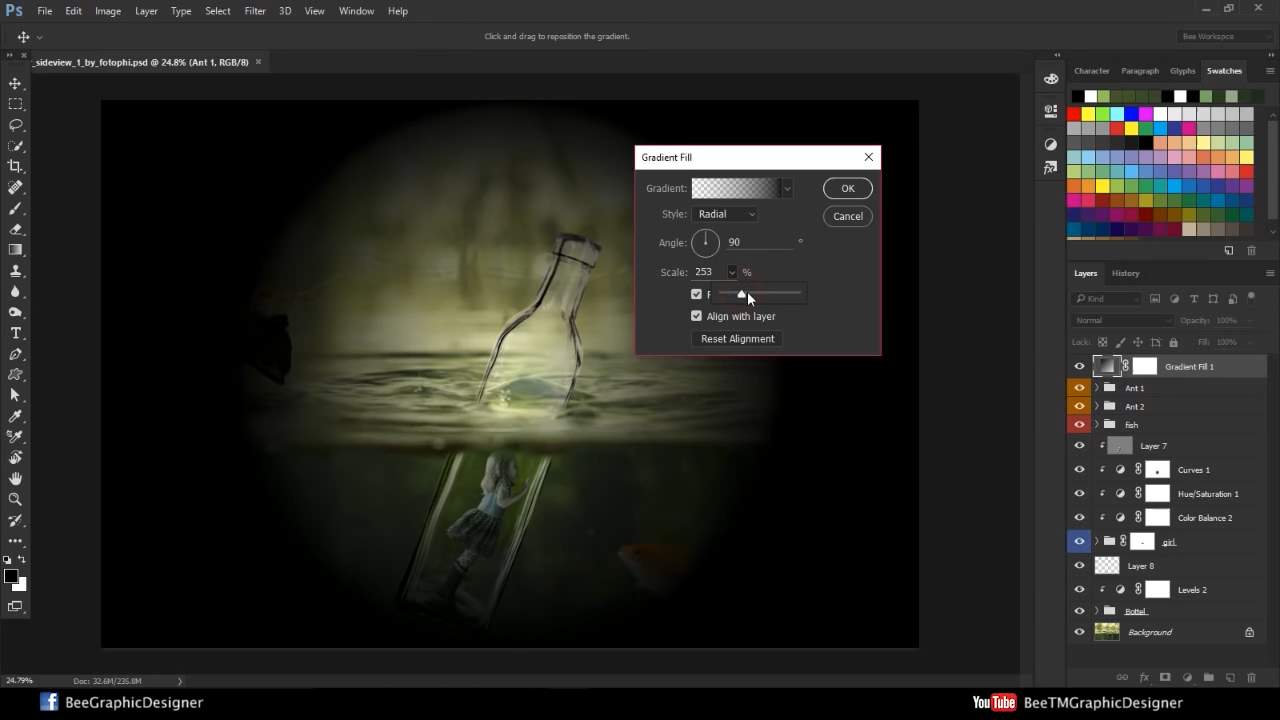 Ps File Edit Image Layer Type Select Filter 3D View Window Help
Click and drag to reposition the gradient.
Bee Workspce
_sideview_1_by_fotophi.psd @ 24.8% (Ant 1, RGB/8)
Character Paragraph Glyphs Swatches
Gradient Fill
Gradient:
OK
Style: Radial
Cancel
Angle: 90 °
Scale: 253 %
Align with layer
Reset Alignment
Layers History
Kind
Normal Opacity: 100%
Lock: Fill: 100%
Gradient Fill 1
Ant 1
Ant 2
fish
Layer 7
Curves 1
Hue/Saturation 1
Color Balance 2
girl
Layer 8
Levels 2
Bottel
Background
24.79% Doc: 32.6M/235.8M
BeeGraphicDesigner
YouTube BeeTMGraphicDesigner